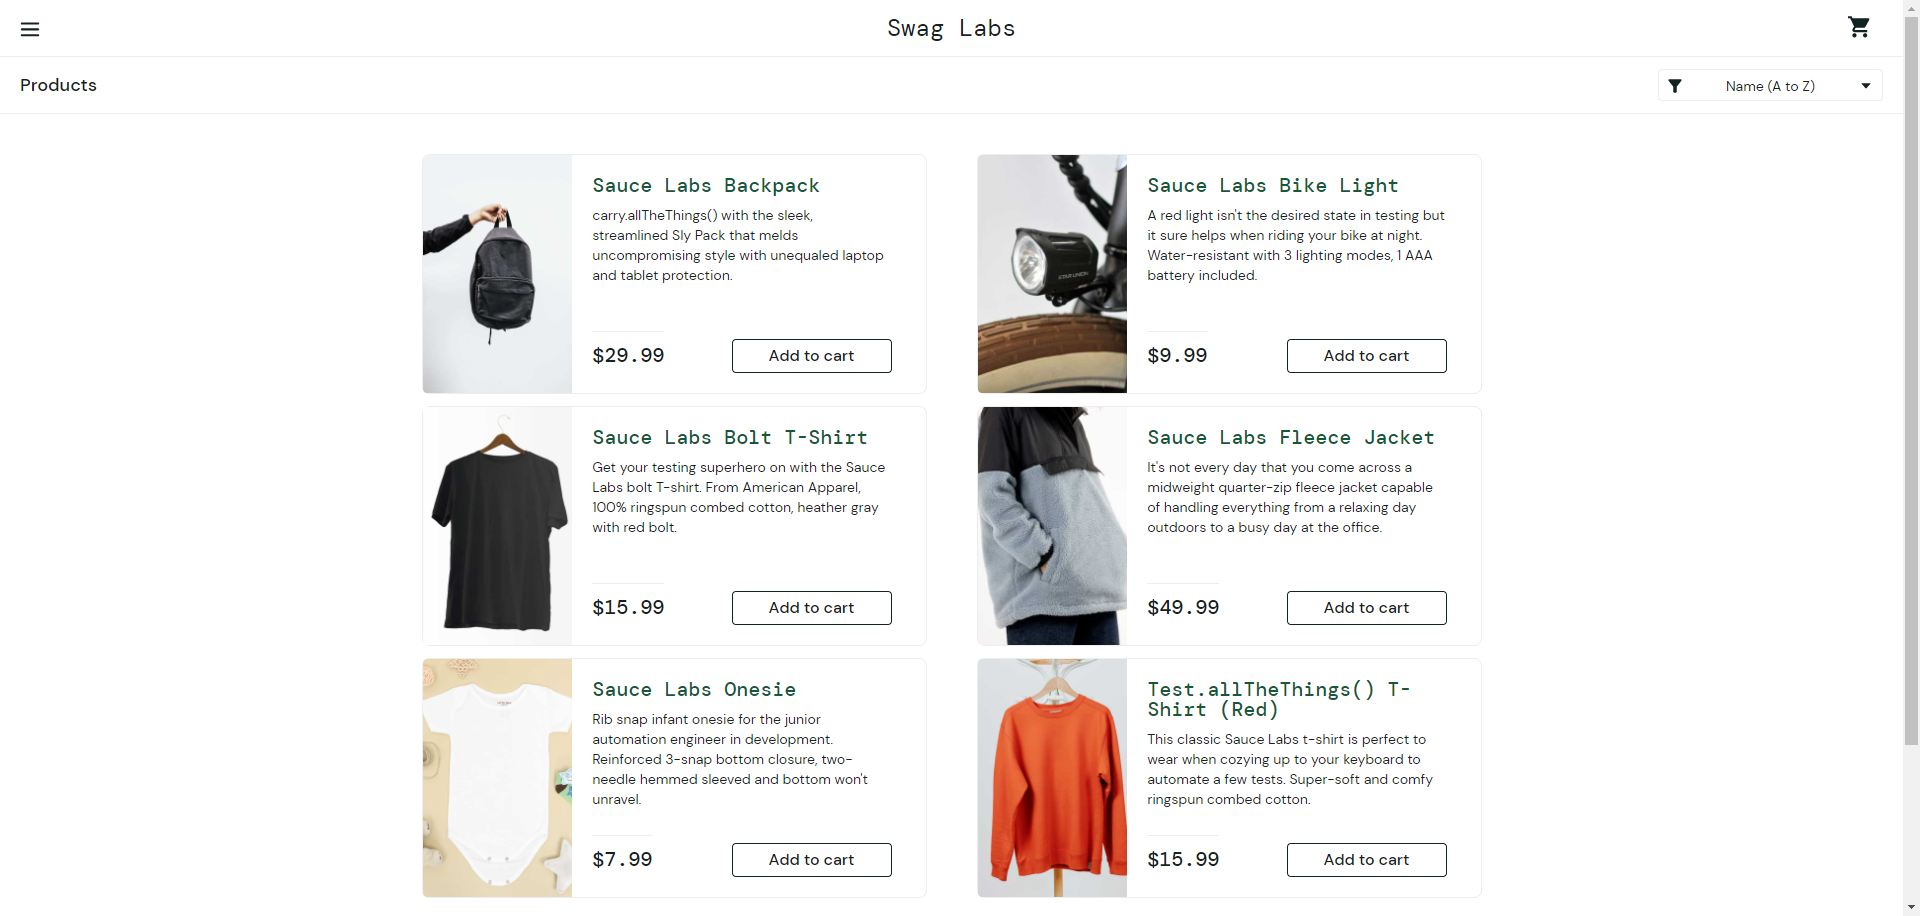 Swag Labs
Products
Name (A to Z)
Sauce Labs Backpack
carry.allTheThings() with the sleek,
streamlined Sly Pack that melds
uncompromising style with unequaled laptop
and tablet protection.
$29.99
Add to cart
Sauce Labs Bike Light
A red light isn't the desired state in testing but
it sure helps when riding your bike at night.
Water-resistant with 3 lighting modes, 1 AAA
battery included.
$9.99
Add to cart
STAR UNION
Sauce Labs Bolt T-Shirt
Get your testing superhero on with the Sauce
Labs bolt T-shirt. From American Apparel,
100% ringspun combed cotton, heather gray
with red bolt.
$15.99
Add to cart
Sauce Labs Fleece Jacket
It's not every day that you come across a
midweight quarter-zip fleece jacket capable
of handling everything from a relaxing day
outdoors to a busy day at the office.
$49.99
Add to cart
Sauce Labs Onesie
Rib snap infant onesie for the junior
automation engineer in development.
Reinforced 3-snap bottom closure, two-
needle hemmed sleeved and bottom won't
unravel.
$7.99
Add to cart
Test.allTheThings() T-
Shirt (Red)
This classic Sauce Labs t-shirt is perfect to
wear when cozying up to your keyboard to
automate a few tests. Super-soft and comfy
ringspun combed cotton.
$15.99
Add to cart